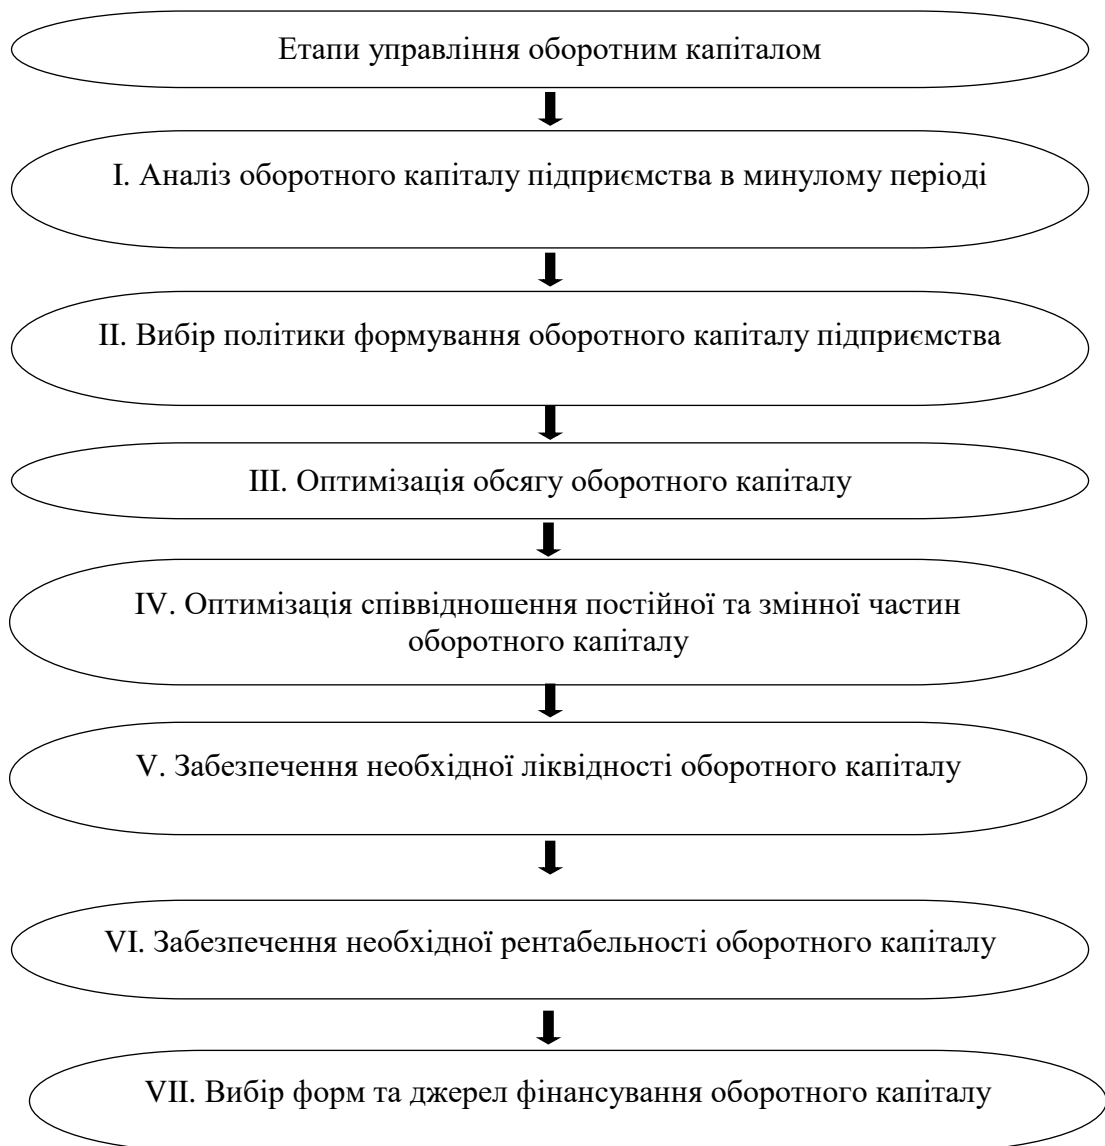 Етапи управління оборотним капіталом
I. Аналіз оборотного капіталу підприємства в минулому періоді
II. Вибір політики формування оборотного капіталу підприємства
III. Оптимізація обсягу оборотного капіталу
IV. Оптимізація співвідношення постійної та змінної частин
оборотного капіталу
V. Забезпечення необхідної ліквідності оборотного капіталу
VI. Забезпечення необхідної рентабельності оборотного капіталу
VII. Вибір форм та джерел фінансування оборотного капіталу